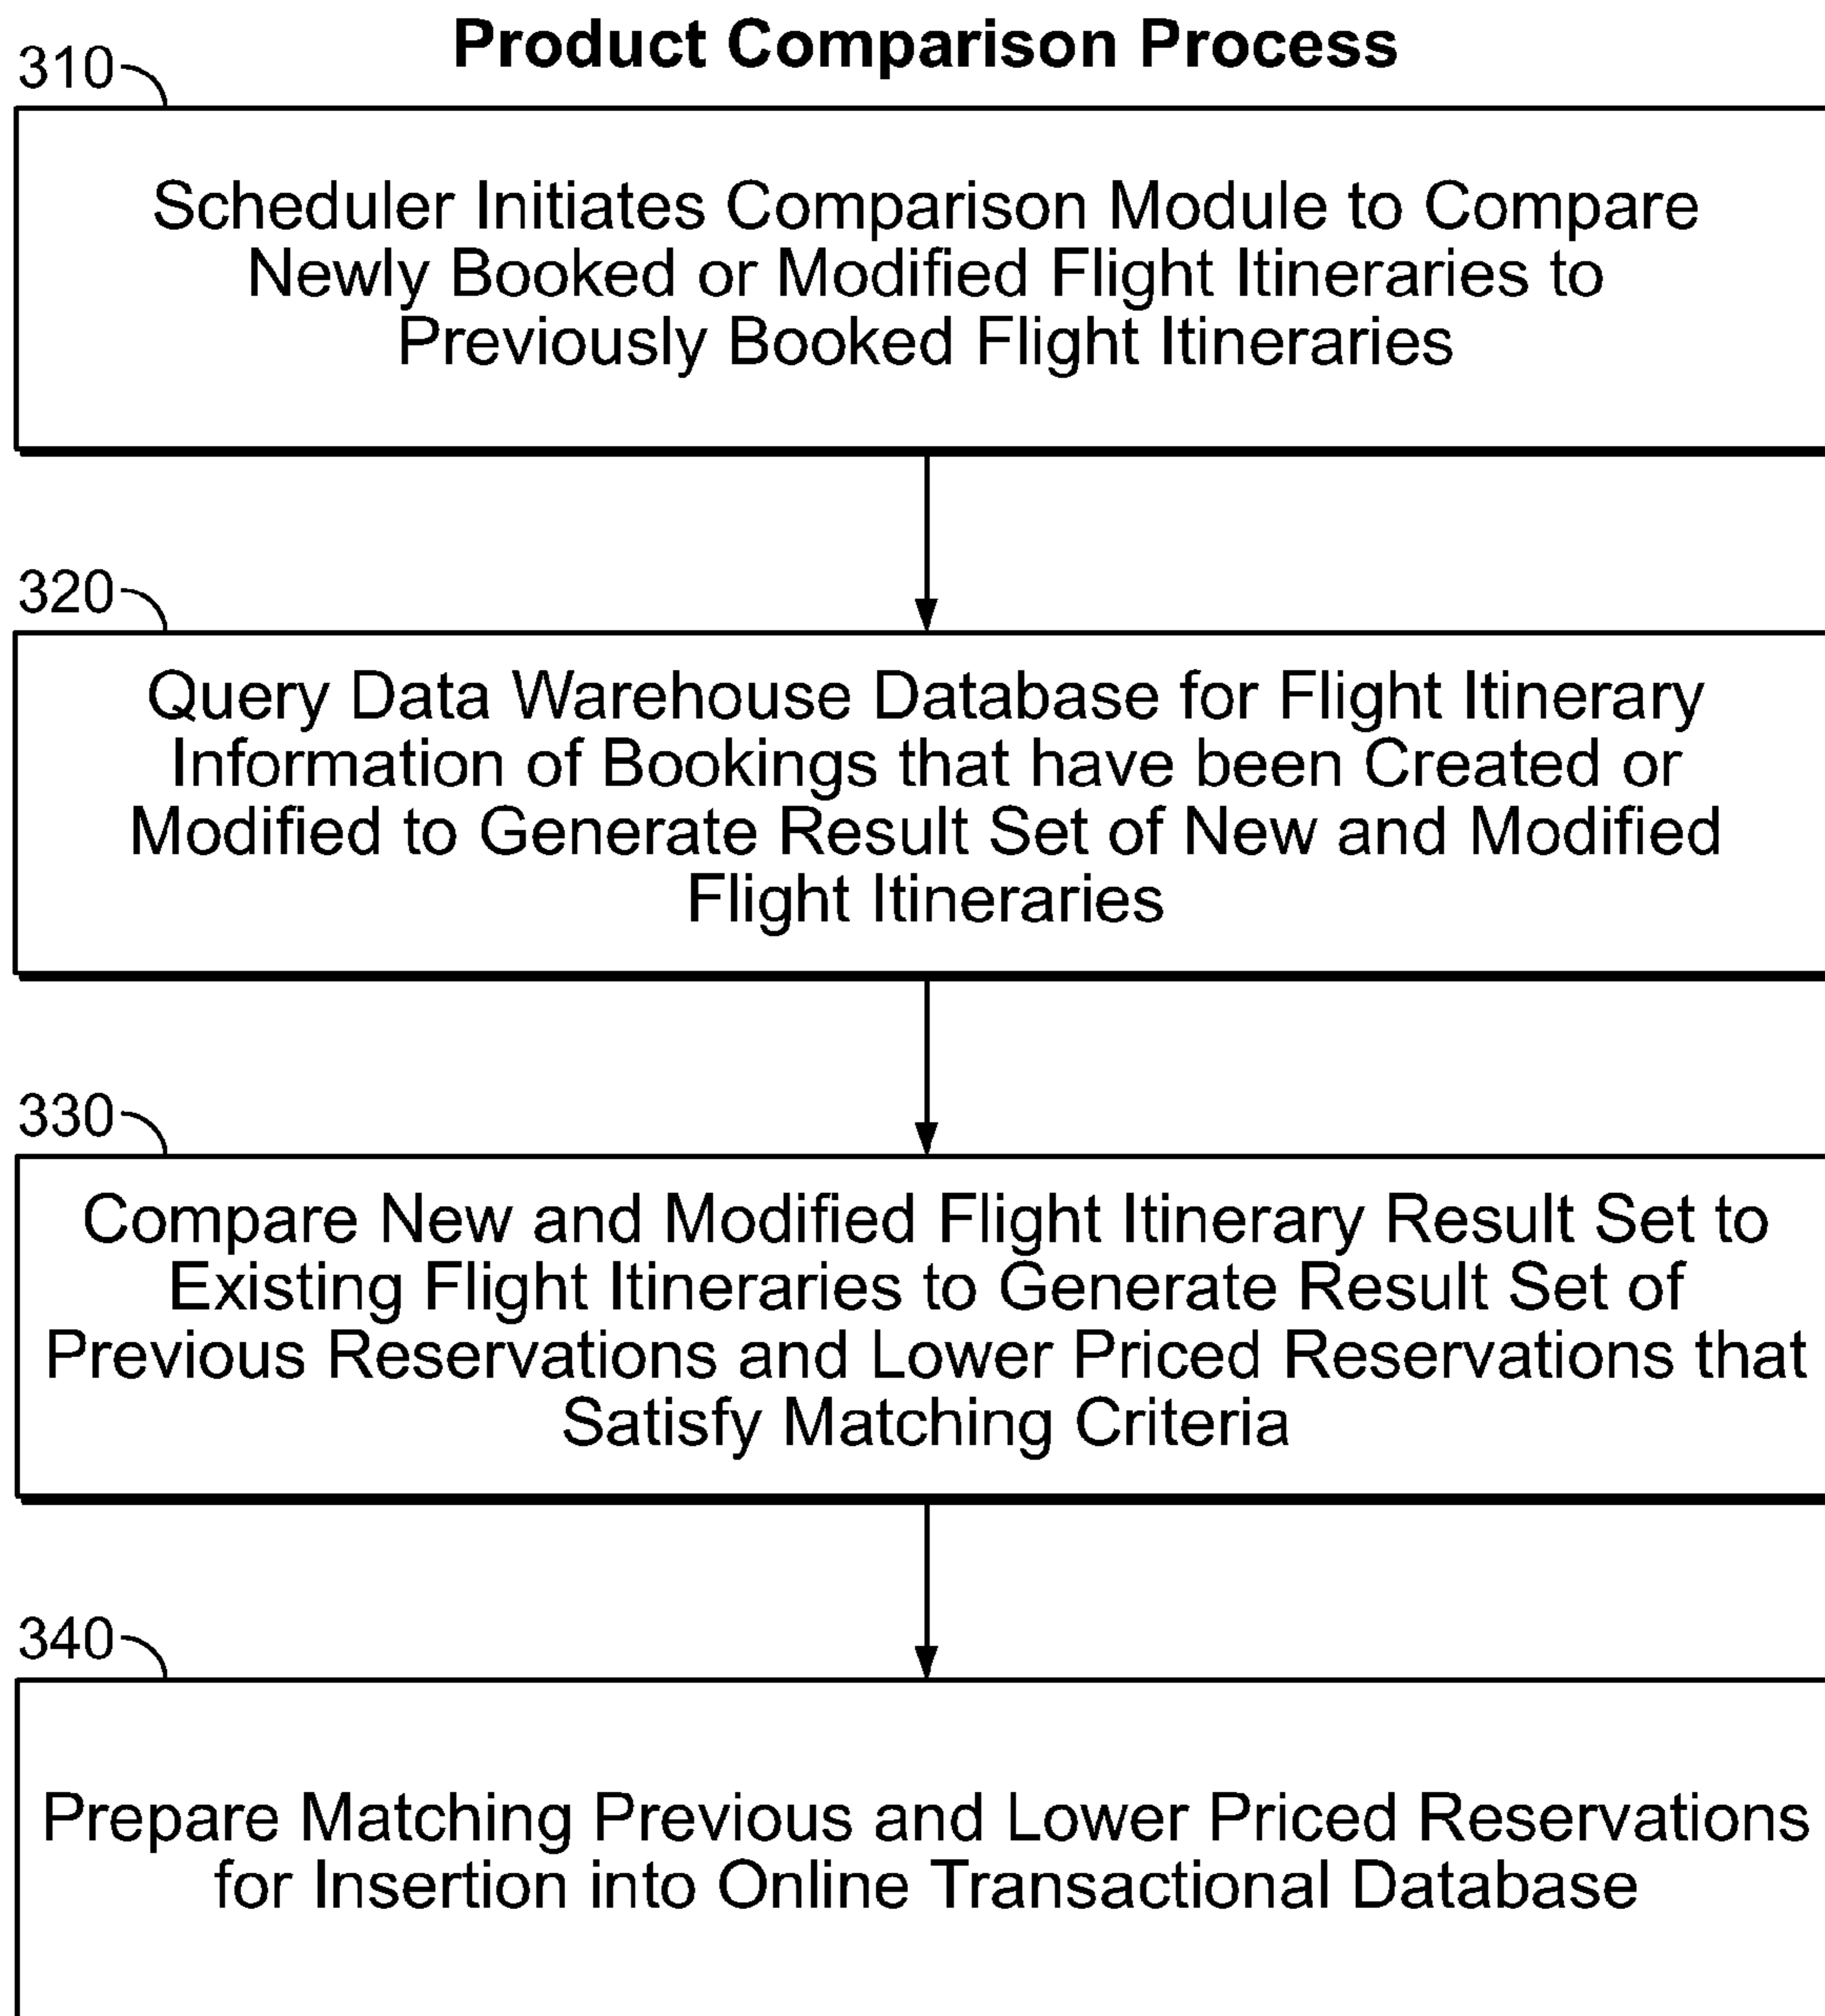 Product Comparison Process
310
Scheduler Initiates Comparison Module to Compare
Newly Booked or Modified Flight Itineraries to
Previously Booked Flight Itineraries
320
Query Data Warehouse Database for Flight Itinerary
Information of Bookings that have been Created or
Modified to Generate Result Set of New and Modified
Flight Itineraries
330
Compare New and Modified Flight Itinerary Result Set to
Existing Flight Itineraries to Generate Result Set of
Previous Reservations and Lower Priced Reservations that
Satisfy Matching Criteria
340
Prepare Matching Previous and Lower Priced Reservations
for Insertion into Online Transactional Database